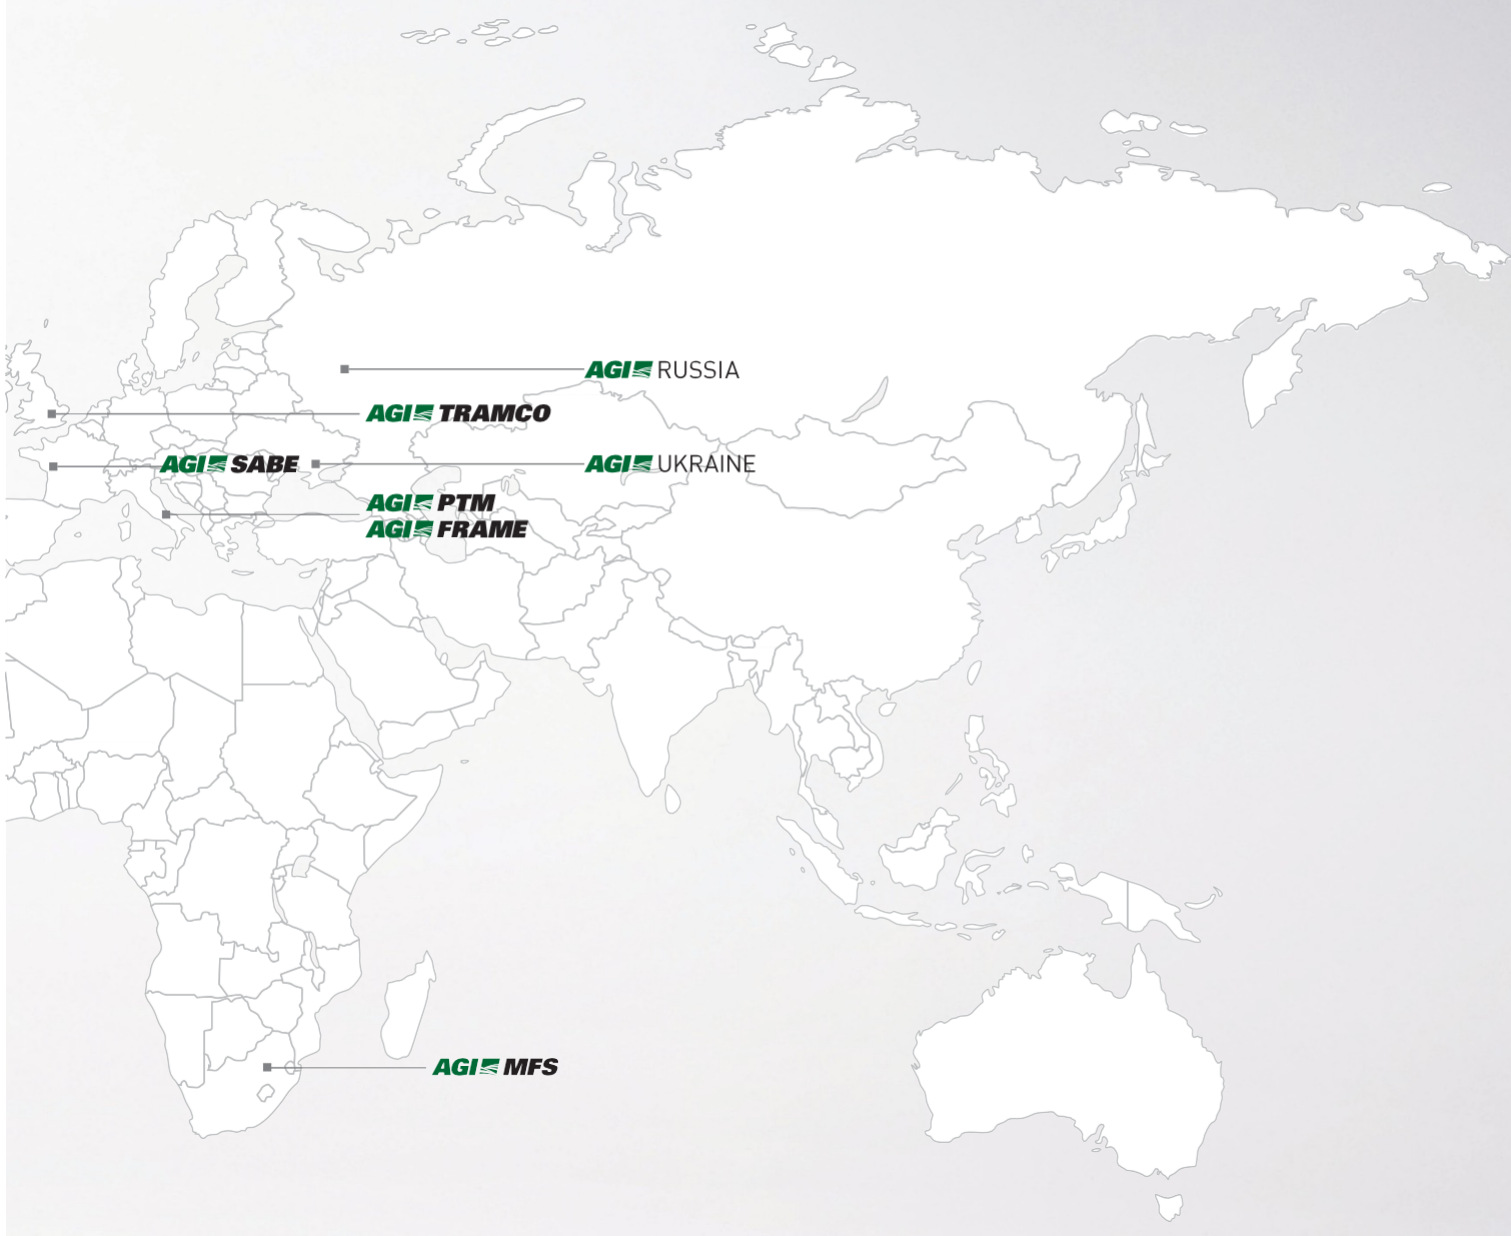 AGI RUSSIA
AGI TRAMCO
AGI SABE
AGI UKRAINE
AGI PTM
AGI FRAME
AGI MFS